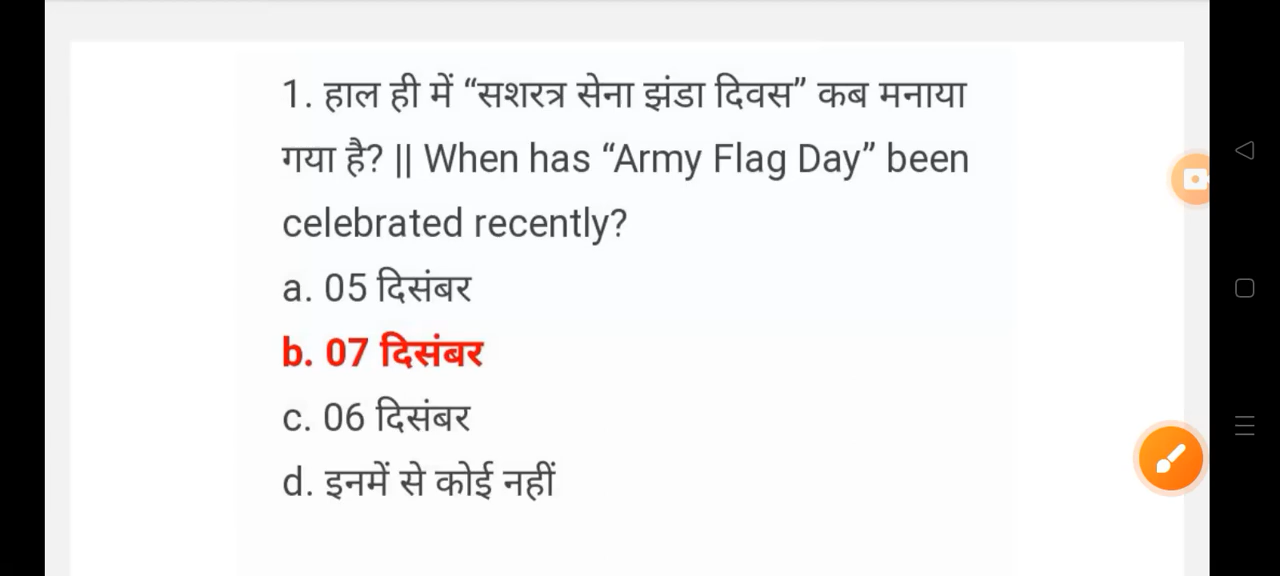 1. हाल ही में “सशरत्र सेना झंडा दिवस” कब मनाया
गया है? || When has “Army Flag Day” been
celebrated recently?
a. 05 दिसंबर
b. 07 दिसंबर
c. 06 दिसंबर
d. इनमें से कोई नहीं